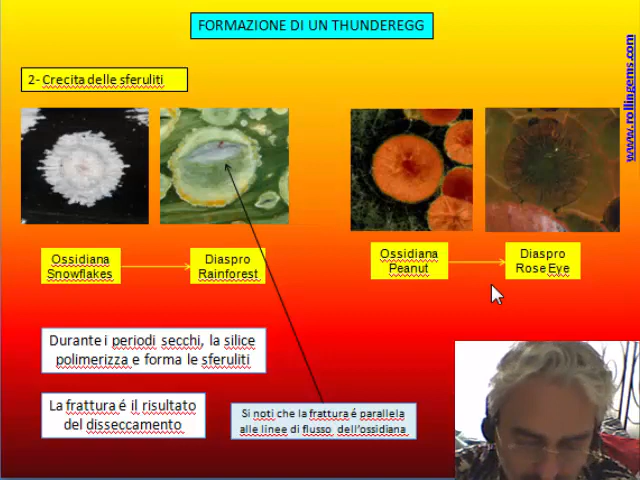 FORMAZIONE DI UN THUNDEREGG
www.rollingems.com
2- Crecita delle sferuliti
Ossidiana
Snowflakes
Diaspro
Rainforest
Ossidiana
Peanut
Diaspro
Rose Eye
Durante i periodi secchi, la silice
polimerizza e forma le sferuliti
La frattura é il risultato
del disseccamento
Si noti che la frattura é parallela
alle linee di flusso dell'ossidiana